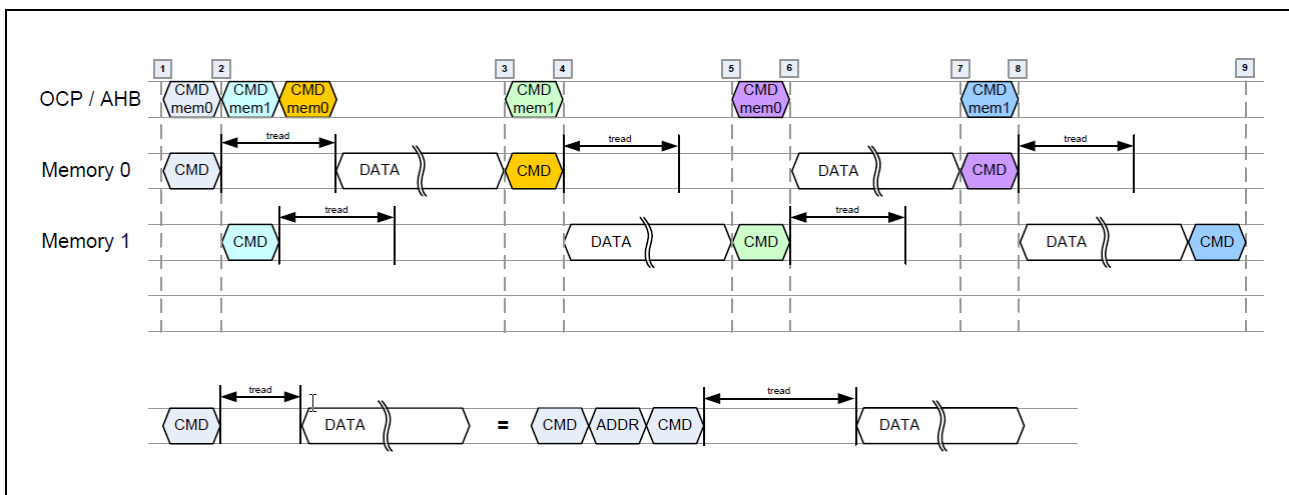 1 2 3 4 5 6 7 8 9
OCP / AHB
CMD mem0
CMD mem1
CMD mem0
CMD mem1
CMD mem0
CMD mem1
tread tread tread
Memory 0 CMD DATA CMD DATA CMD
tread tread
Memory 1 CMD DATA CMD DATA CMD
tread tread
CMD DATA = CMD ADDR CMD DATA